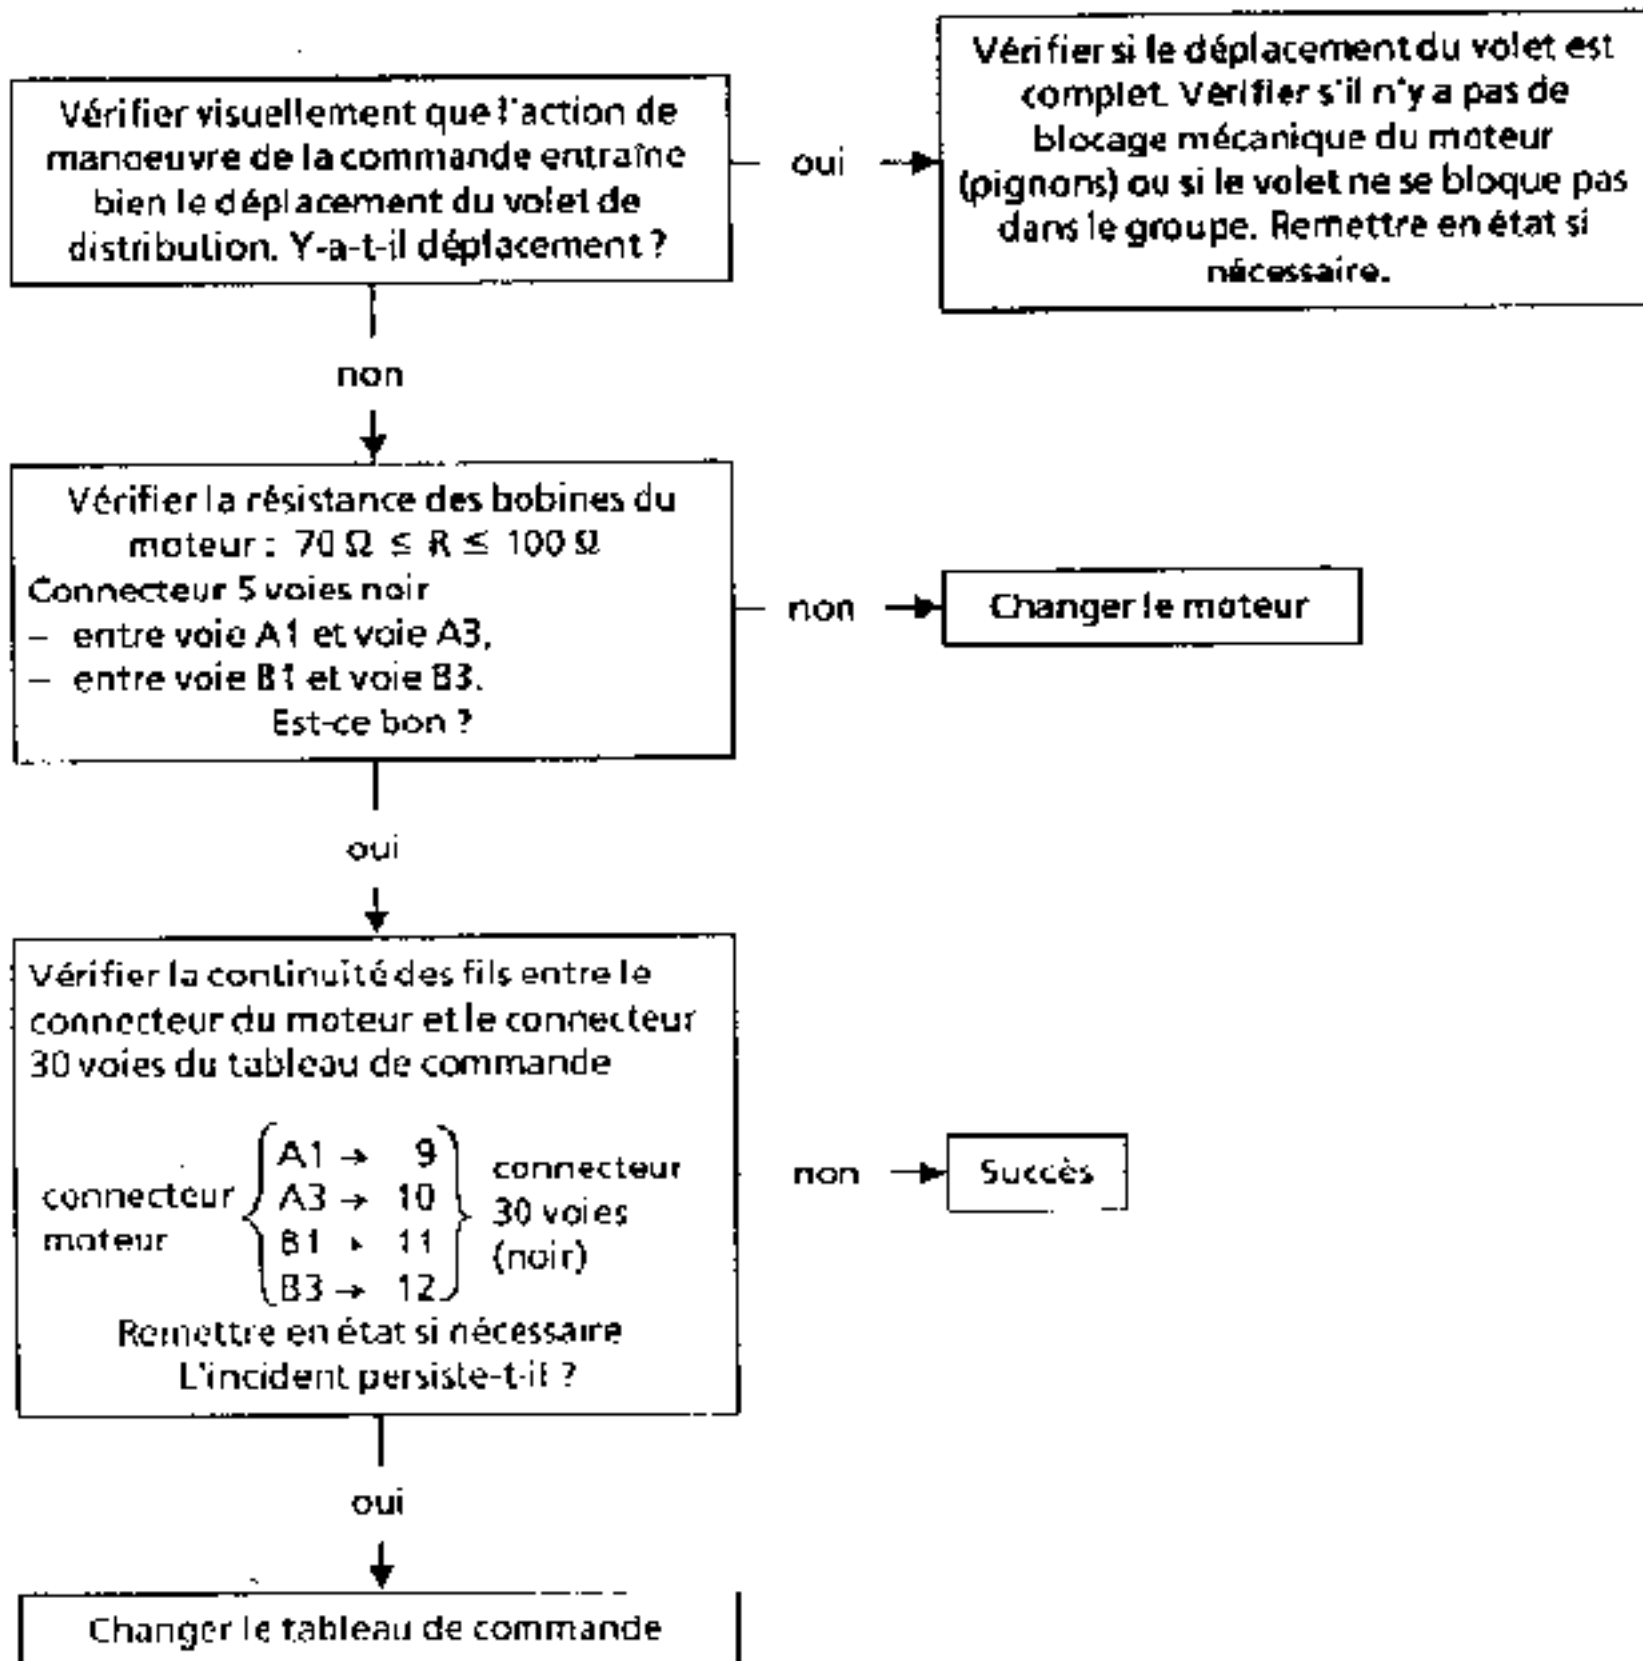 Vérifier visuellement que l'action de
manoeuvre de la commande entraîne
bien le déplacement du volet de
distribution. Y-a-t-il déplacement ?
oui
Vérifier si le déplacement du volet est
complet. Vérifier s'il n'y a pas de
blocage mécanique du moteur
(pignons) ou si le volet ne se bloque pas
dans le groupe. Remettre en état si
nécessaire.
non
Vérifier la résistance des bobines du
moteur : 70 Ω ≤ R ≤ 100 Ω
Connecteur 5 voies noir
– entre voie A1 et voie A3,
– entre voie B1 et voie B3.
Est-ce bon ?
non
Changer le moteur
oui
Vérifier la continuité des fils entre le
connecteur du moteur et le connecteur
30 voies du tableau de commande
connecteur
moteur
A1 → 9
A3 → 10
B1 → 11
B3 → 12
connecteur
30 voies
(noir)
Remettre en état si nécessaire
L'incident persiste-t-il ?
non
Succès
oui
Changer le tableau de commande